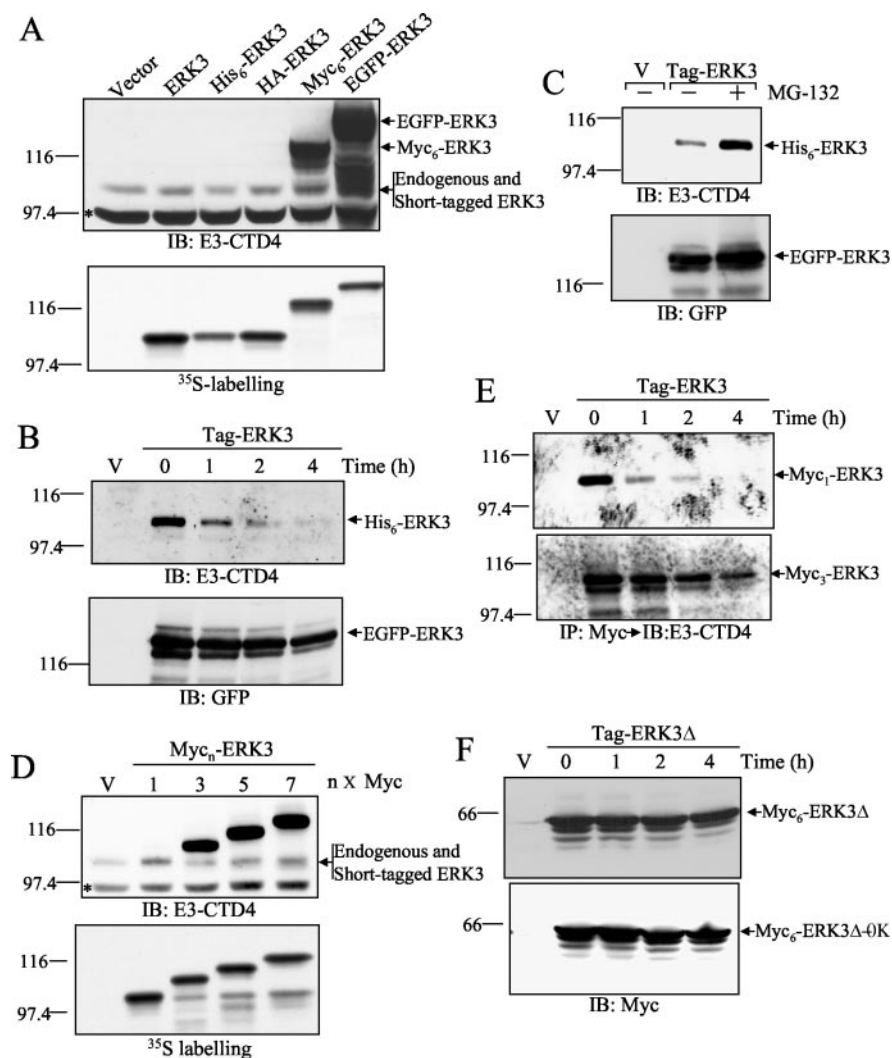 A
Vector
ERK3
His6-ERK3
HA-ERK3
Myc6-ERK3
EGFP-ERK3
EGFP-ERK3
116
Myc6-ERK3
Endogenous and
Short-tagged ERK3
97.4
*
IB: E3-CTD4
116
97.4
35S-labelling
B
Tag-ERK3
V 0 1 2 4 Time (h)
116
His6-ERK3
97.4
IB: E3-CTD4
EGFP-ERK3
116
IB: GFP
D
Mycn-ERK3
V 1 3 5 7 n X Myc
116
Endogenous and
Short-tagged ERK3
97.4
*
IB: E3-CTD4
116
97.4
35S labelling
C
V Tag-ERK3
− − + MG-132
116
His6-ERK3
97.4
IB: E3-CTD4
EGFP-ERK3
116
IB: GFP
E
Tag-ERK3
V 0 1 2 4 Time (h)
116
Myc1-ERK3
97.4
116
Myc3-ERK3
97.4
IP: Myc→IB:E3-CTD4
F
Tag-ERK3Δ
V 0 1 2 4 Time (h)
66
Myc6-ERK3Δ
66
Myc6-ERK3Δ-0K
IB: Myc